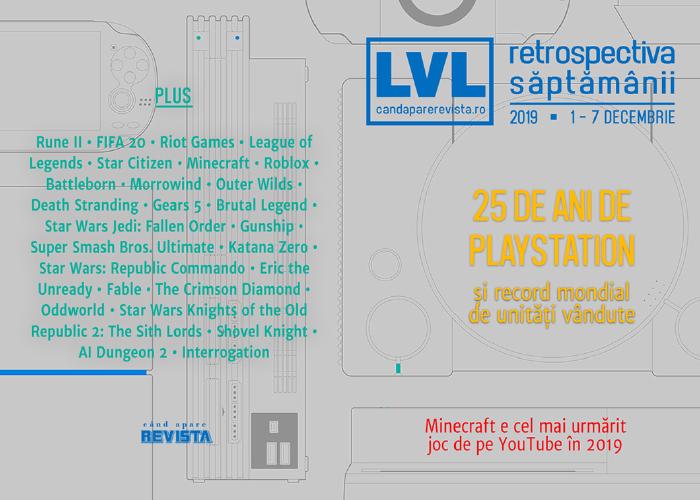 PLUS
Rune II • FIFA 20 • Riot Games • League of
Legends • Star Citizen • Minecraft • Roblox •
Battleborn • Morrowind • Outer Wilds •
Death Stranding • Gears 5 • Brutal Legend •
Star Wars Jedi: Fallen Order • Gunship •
Super Smash Bros. Ultimate • Katana Zero •
Star Wars: Republic Commando • Eric the
Unready • Fable • The Crimson Diamond •
Oddworld • Star Wars Knights of the Old
Republic 2: The Sith Lords • Shovel Knight •
AI Dungeon 2 • Interrogation
când apare
REVISTA
LVL
candaparerevista.ro
retrospectiva
săptămânii
2019 ▪ 1 - 7 DECEMBRIE
25 DE ANI DE
PLAYSTATION
și record mondial
de unități vândute
Minecraft e cel mai urmărit
joc de pe YouTube în 2019